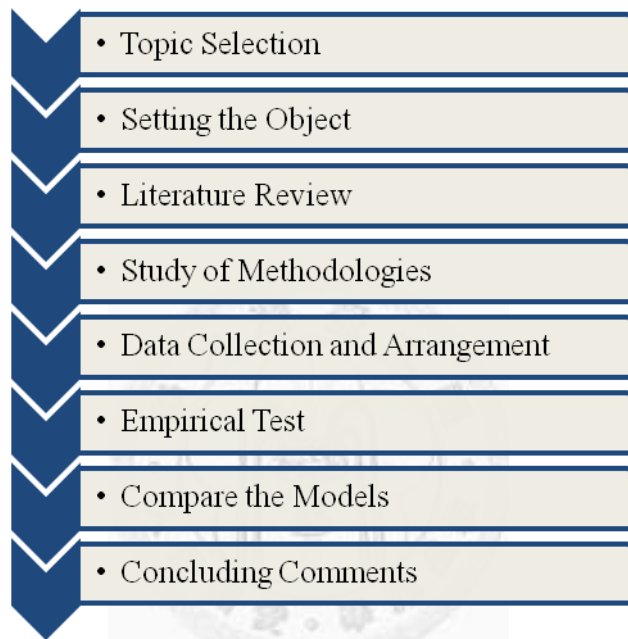 • Topic Selection
• Setting the Object
• Literature Review
• Study of Methodologies
• Data Collection and Arrangement
• Empirical Test
• Compare the Models
• Concluding Comments